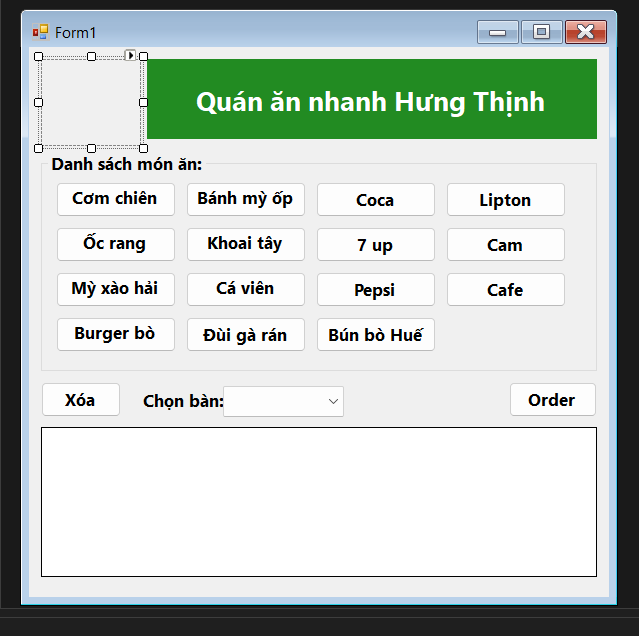 Form1
Quán ăn nhanh Hưng Thịnh
Danh sách món ăn:
Cơm chiên Bánh mỳ ốp Coca Lipton
Ốc rang Khoai tây 7 up Cam
Mỳ xào hải Cá viên Pepsi Cafe
Burger bò Đùi gà rán Bún bò Huế
Xóa Chọn bàn: Order